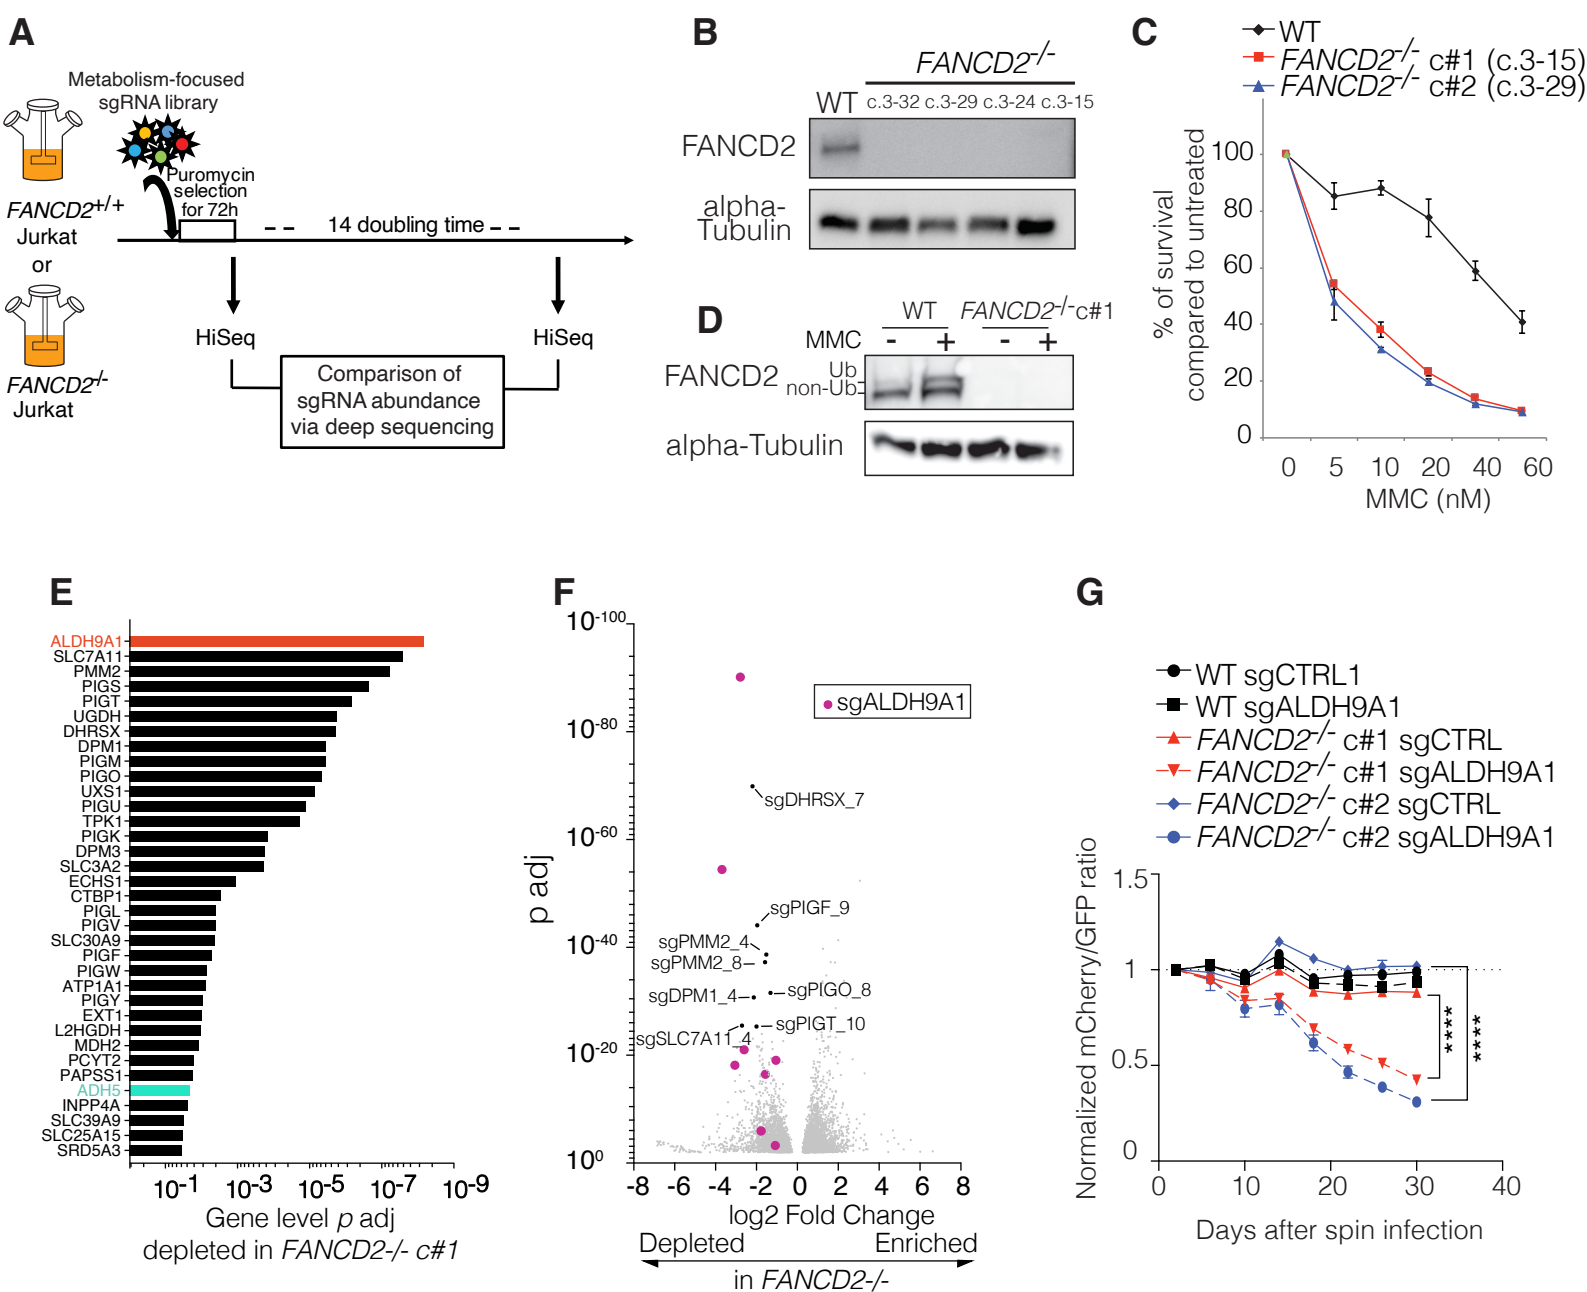 A
Metabolism-focused
sgRNA library
Puromycin
selection
for 72h
FANCD2+/+
Jurkat
or
FANCD2-/-
Jurkat
14 doubling time
HiSeq
HiSeq
Comparison of
sgRNA abundance
via deep sequencing
B
FANCD2-/-
WT c.3-32 c.3-29 c.3-24 c.3-15
FANCD2
alpha-
Tubulin
C
WT
FANCD2-/- c#1 (c.3-15)
FANCD2-/- c#2 (c.3-29)
% of survival
compared to untreated
100
80
60
40
20
0
0 5 10 20 40 60
MMC (nM)
D
WT FANCD2-/-c#1
MMC - + - +
FANCD2
Ub
non-Ub
alpha-Tubulin
E
ALDH9A1
SLC7A11
PMM2
PIGS
PIGT
UGDH
DHRSX
DPM1
PIGM
PIGO
UXS1
PIGU
TPK1
PIGK
DPM3
SLC3A2
ECHS1
CTBP1
PIGL
PIGV
SLC30A9
PIGF
PIGW
ATP1A1
PIGY
EXT1
L2HGDH
MDH2
PCYT2
PAPSS1
ADH5
INPP4A
SLC39A9
SLC25A15
SRD5A3
10-1 10-3 10-5 10-7 10-9
Gene level p adj
depleted in FANCD2-/- c#1
F
p adj
10-100
10-80
10-60
10-40
10-20
100
sgALDH9A1
sgDHRSX_7
sgPIGF_9
sgPMM2_4
sgPMM2_8
sgDPM1_4
sgPIGO_8
sgPIGT_10
sgSLC7A11_4
-8 -6 -4 -2 0 2 4 6 8
log2 Fold Change
Depleted Enriched
in FANCD2-/-
G
WT sgCTRL1
WT sgALDH9A1
FANCD2-/- c#1 sgCTRL
FANCD2-/- c#1 sgALDH9A1
FANCD2-/- c#2 sgCTRL
FANCD2-/- c#2 sgALDH9A1
Normalized mCherry/GFP ratio
1.5
1
0.5
0
****
****
0 10 20 30 40
Days after spin infection